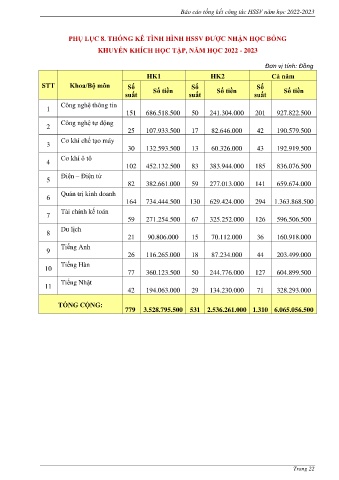 Báo cáo tổng kết công tác HSSV năm học 2022-2023
PHỤ LỤC 8. THỐNG KÊ TÌNH HÌNH HSSV ĐƯỢC NHẬN HỌC BỔNG
KHUYẾN KHÍCH HỌC TẬP, NĂM HỌC 2022 - 2023
Đơn vị tính: Đồng
STT Khoa/Bộ môn HK1 HK2 Cả năm
Số suất Số tiền Số suất Số tiền Số suất Số tiền
1 Công nghệ thông tin 151 686.518.500 50 241.304.000 201 927.822.500
2 Công nghệ tự động 25 107.933.500 17 82.646.000 42 190.579.500
3 Cơ khí chế tạo máy 30 132.593.500 13 60.326.000 43 192.919.500
4 Cơ khí ô tô 102 452.132.500 83 383.944.000 185 836.076.500
5 Điện – Điện tử 82 382.661.000 59 277.013.000 141 659.674.000
6 Quản trị kinh doanh 164 734.444.500 130 629.424.000 294 1.363.868.500
7 Tài chính kế toán 59 271.254.500 67 325.252.000 126 596.506.500
8 Du lịch 21 90.806.000 15 70.112.000 36 160.918.000
9 Tiếng Anh 26 116.265.000 18 87.234.000 44 203.499.000
10 Tiếng Hàn 77 360.123.500 50 244.776.000 127 604.899.500
11 Tiếng Nhật 42 194.063.000 29 134.230.000 71 328.293.000
TỔNG CỘNG: 779 3.528.795.500 531 2.536.261.000 1.310 6.065.056.500
Trang 22